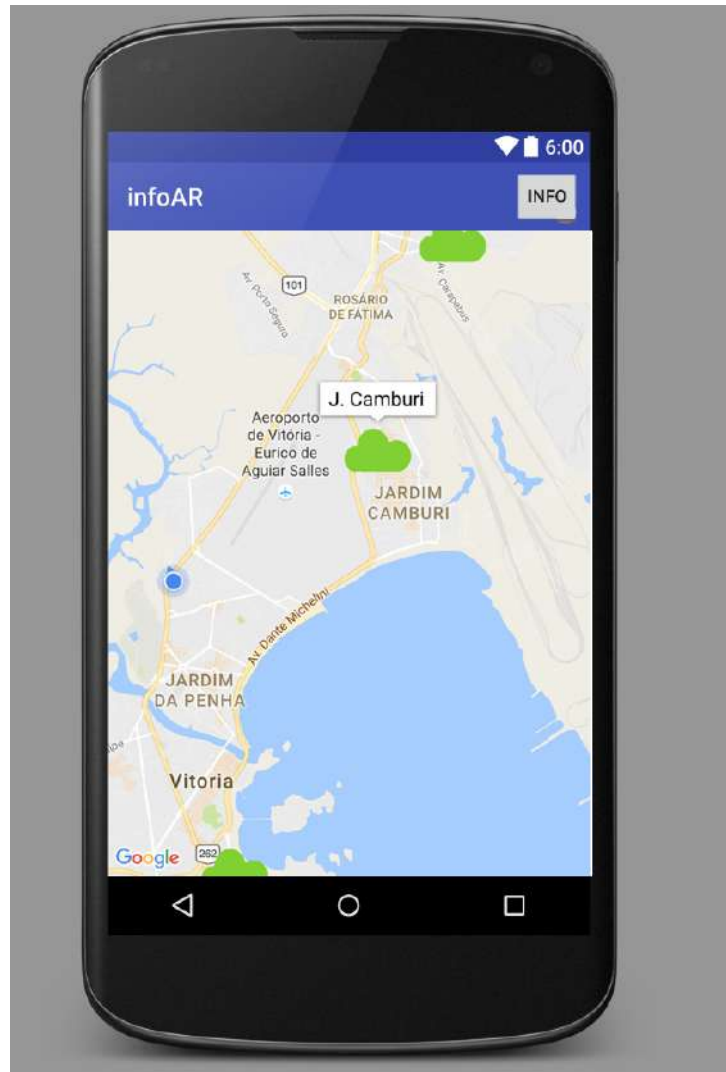 6:00
infoAR
INFO
101
Av. Porto Segura
ROSÁRIO
DE FÁTIMA
Av. Carapebus
J. Camburi
Aeroporto
de Vitória -
Eurico de
Aguiar Salles
JARDIM
CAMBURI
Av. Dante Michelini
JARDIM
DA PENHA
Vitoria
Google
262